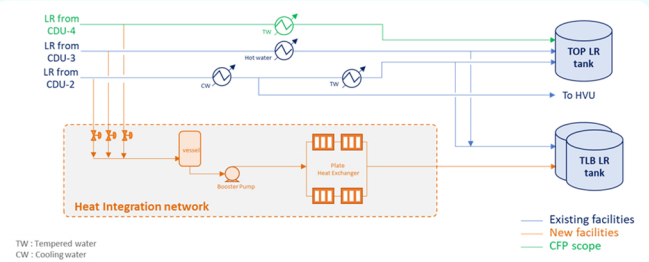 LR from
CDU-4
TW
LR from
CDU-3
Hot water
TOP LR
tank
LR from
CDU-2
CW
TW
To HVU
sessel
Booster Pump
Plate
Heat Exchanger
TLB LR
tank
Heat Integration network
Existing facilities
New facilities
CFP scope
TW : Tempered water
CW : Cooling water